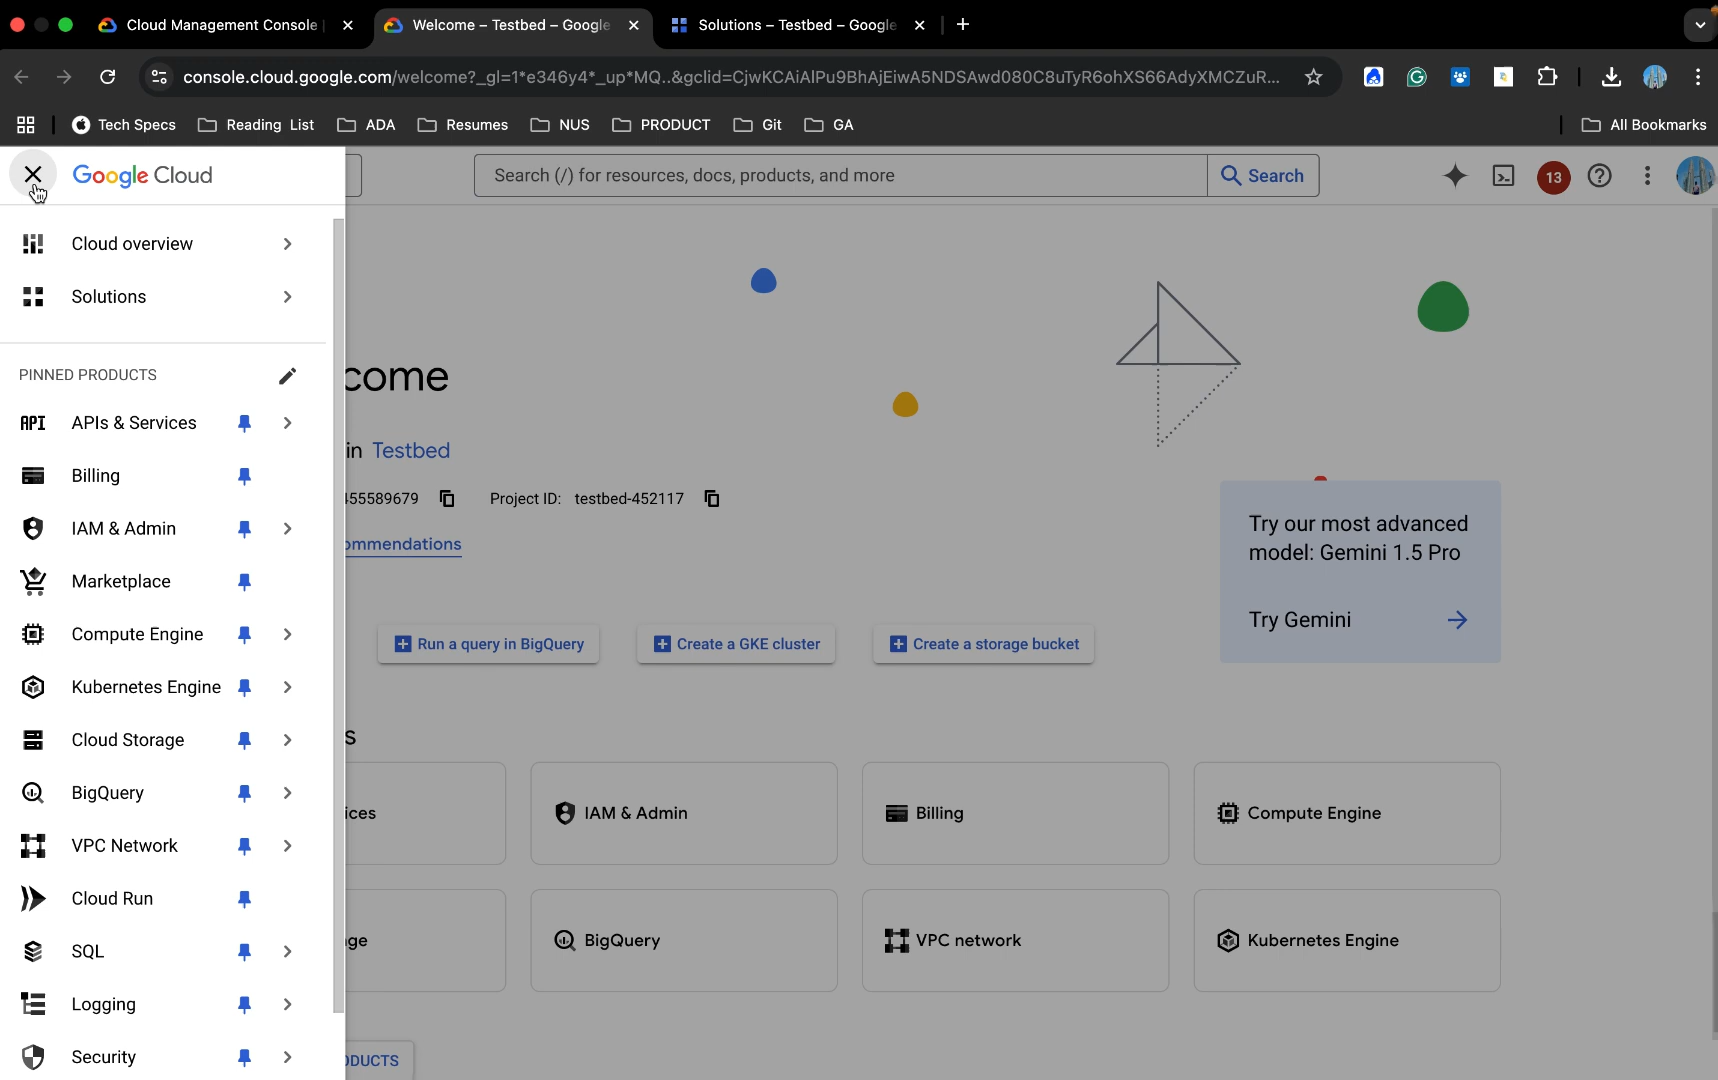 Cloud Management Console
Welcome – Testbed – Google
Solutions – Testbed – Google
console.cloud.google.com/welcome?_gl=1*e346y4*_up*MQ..&gclid=CjwKCAiAlPu9BhAjEiwA5NDSAwd080C8uTyR6ohXS66AdyXMCZuR...
Tech Specs
Reading List
ADA
Resumes
NUS
PRODUCT
Git
GA
All Bookmarks
Google Cloud
Search (/) for resources, docs, products, and more
Search
13
Cloud overview
Solutions
PINNED PRODUCTS
API APIs & Services
Billing
IAM & Admin
Marketplace
Compute Engine
Kubernetes Engine
Cloud Storage
BigQuery
VPC Network
Cloud Run
SQL
Logging
Security
come
in Testbed
455589679
Project ID: testbed-452117
ommendations
Try our most advanced
model: Gemini 1.5 Pro
Try Gemini
Run a query in BigQuery
Create a GKE cluster
Create a storage bucket
s
ices
IAM & Admin
Billing
Compute Engine
ge
BigQuery
VPC network
Kubernetes Engine
ODUCTS